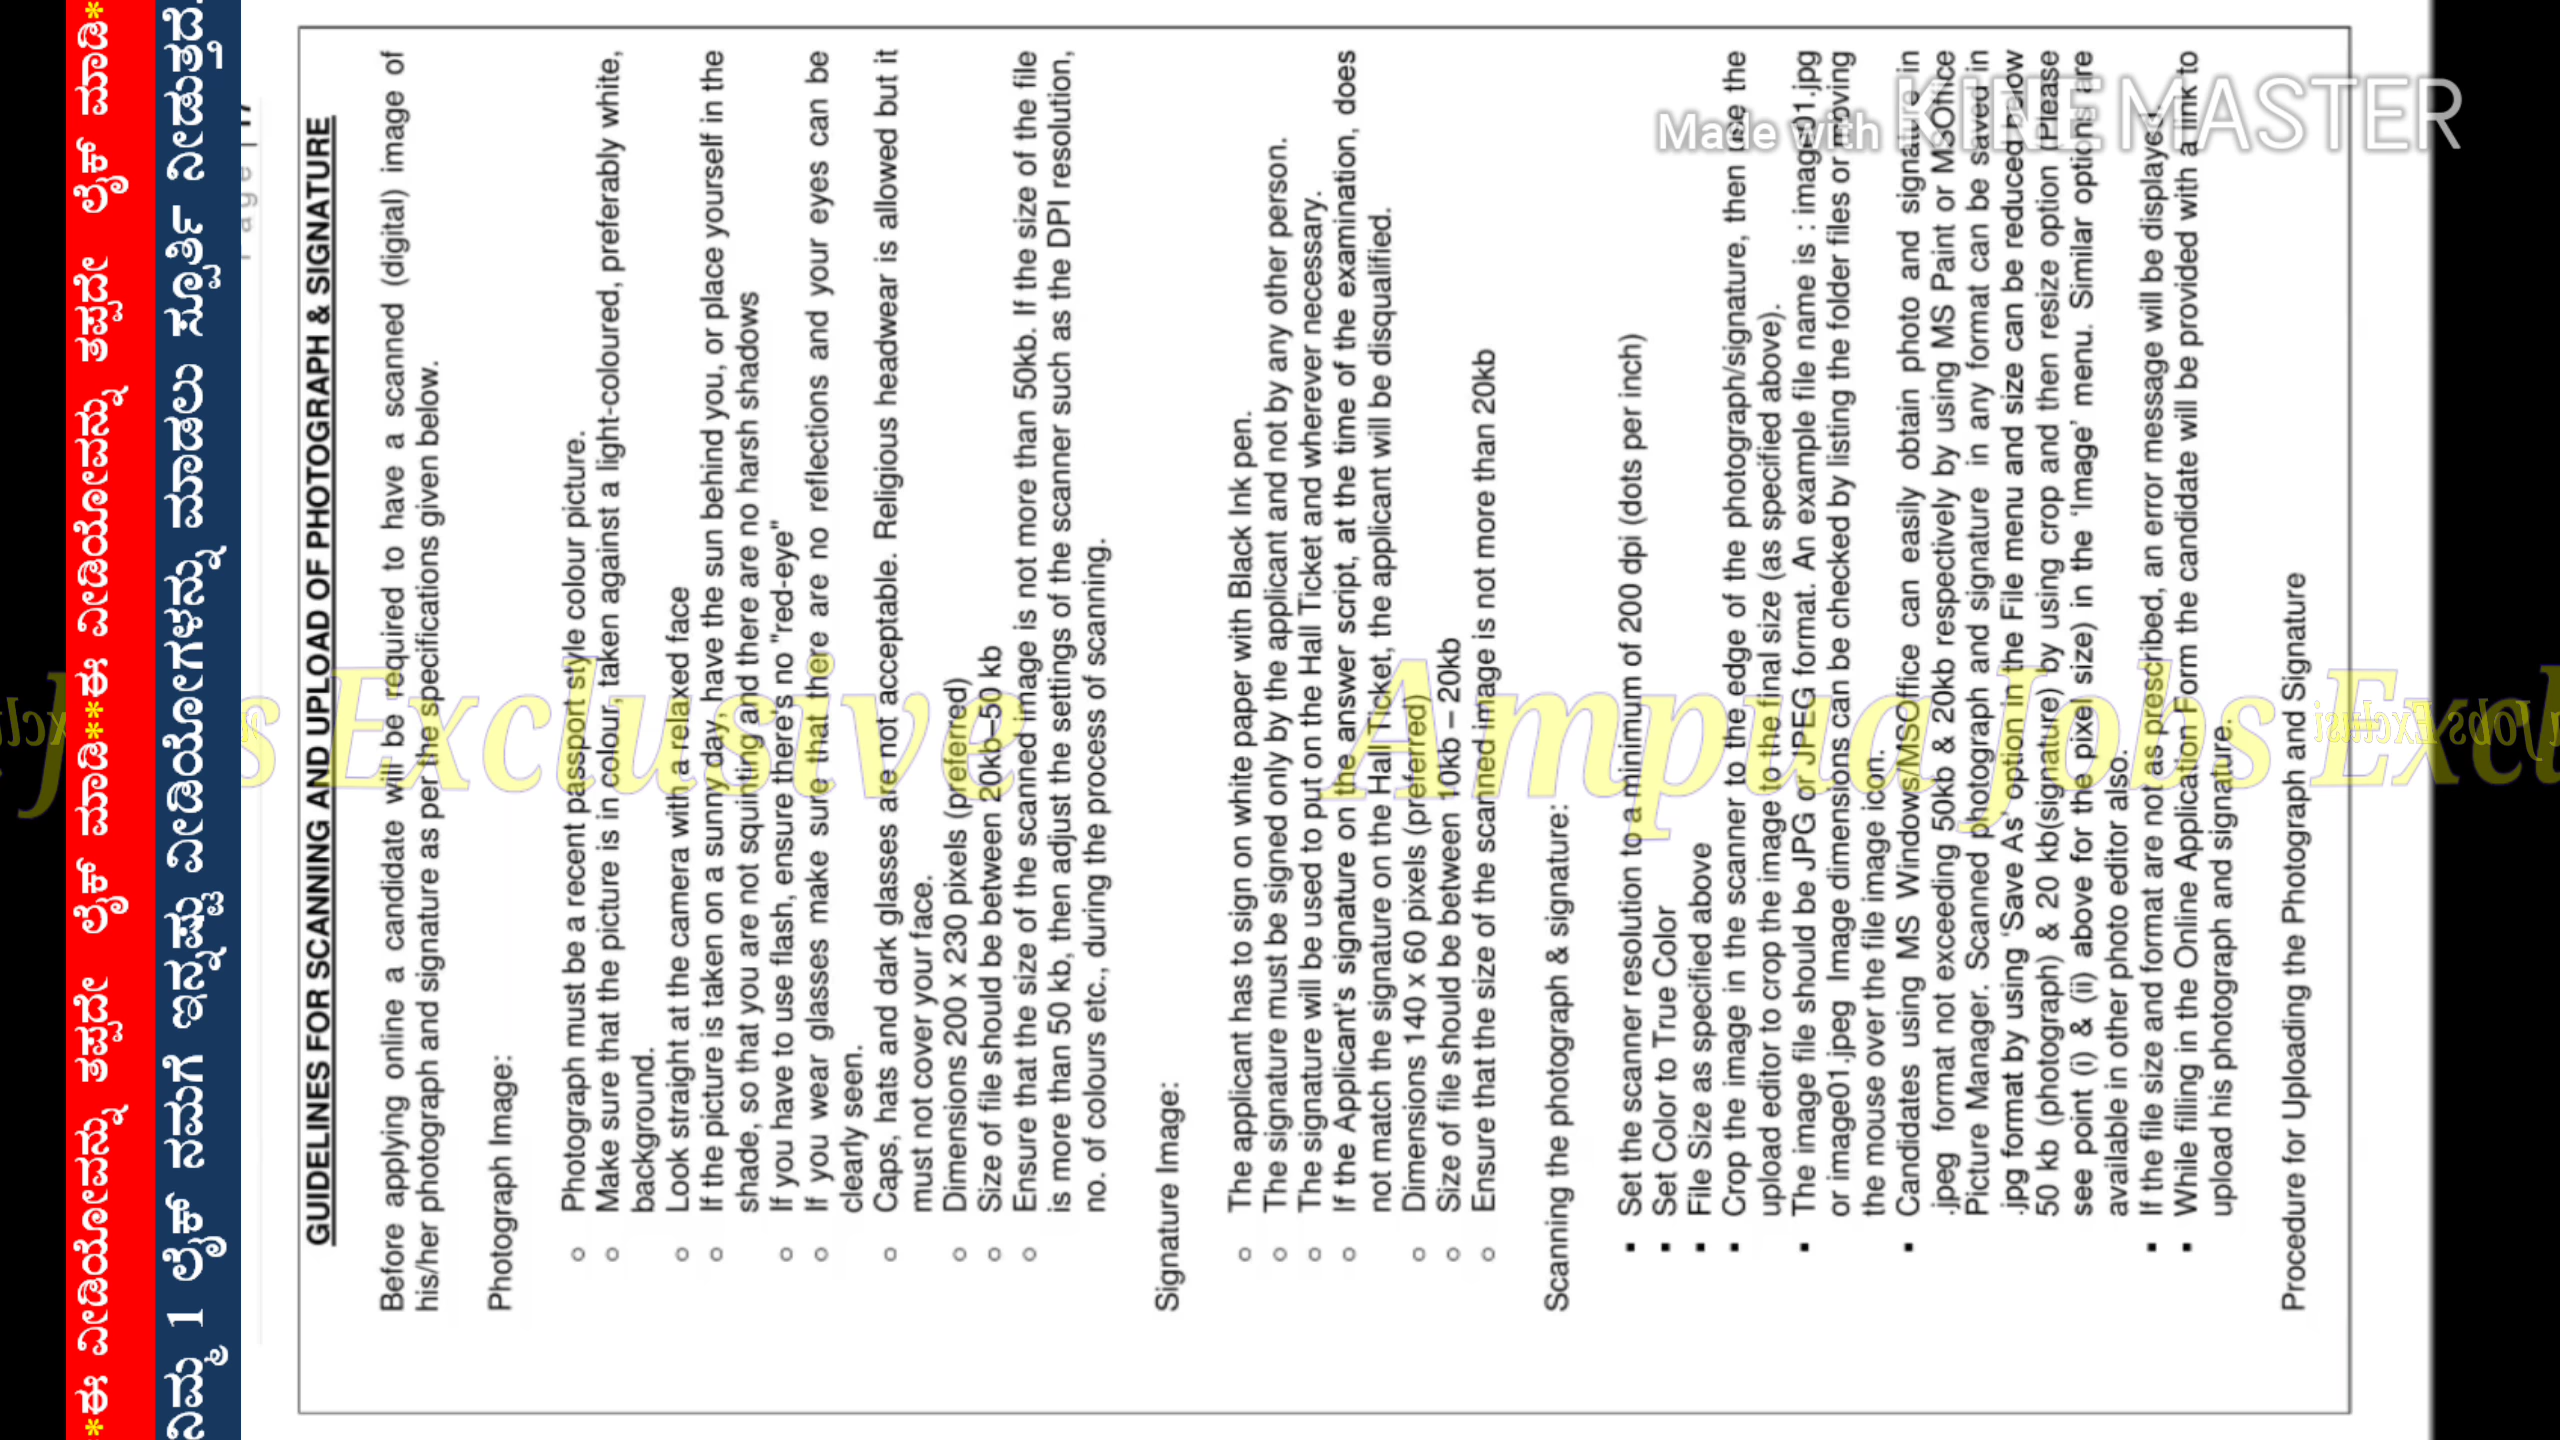 *ಈ ವೀಡಿಯೋವನ್ನು ತಪ್ಪದೇ ಲೈಕ್ ಮಾಡಿ**ಈ ವೀಡಿಯೋವನ್ನು ತಪ್ಪದೇ ಲೈಕ್ ಮಾಡಿ*
ನಿಮ್ಮ 1 ಲೈಕ್ ನಮಗೆ ಇನ್ನಷ್ಟು ವೀಡಿಯೋಗಳನ್ನು ಮಾಡಲು ಸ್ಪೂರ್ತಿ ನೀಡುತ್ತದೆ.
GUIDELINES FOR SCANNING AND UPLOAD OF PHOTOGRAPH & SIGNATURE
Before applying online a candidate will be required to have a scanned (digital) image of
his/her photograph and signature as per the specifications given below.
Photograph Image:
○ Photograph must be a recent passport style colour picture.
○ Make sure that the picture is in colour, taken against a light-coloured, preferably white,
background.
○ Look straight at the camera with a relaxed face
○ If the picture is taken on a sunny day, have the sun behind you, or place yourself in the
shade, so that you are not squinting and there are no harsh shadows
○ If you have to use flash, ensure there's no "red-eye"
○ If you wear glasses make sure that there are no reflections and your eyes can be
clearly seen.
○ Caps, hats and dark glasses are not acceptable. Religious headwear is allowed but it
must not cover your face.
○ Dimensions 200 x 230 pixels (preferred)
○ Size of file should be between 20kb–50 kb
○ Ensure that the size of the scanned image is not more than 50kb. If the size of the file
is more than 50 kb, then adjust the settings of the scanner such as the DPI resolution,
no. of colours etc., during the process of scanning.
Signature Image:
○ The applicant has to sign on white paper with Black Ink pen.
○ The signature must be signed only by the applicant and not by any other person.
○ The signature will be used to put on the Hall Ticket and wherever necessary.
○ If the Applicant's signature on the answer script, at the time of the examination, does
not match the signature on the Hall Ticket, the applicant will be disqualified.
○ Dimensions 140 x 60 pixels (preferred)
○ Size of file should be between 10kb – 20kb
○ Ensure that the size of the scanned image is not more than 20kb
Scanning the photograph & signature:
▪ Set the scanner resolution to a minimum of 200 dpi (dots per inch)
▪ Set Color to True Color
▪ File Size as specified above
▪ Crop the image in the scanner to the edge of the photograph/signature, then use the
upload editor to crop the image to the final size (as specified above).
▪ The image file should be JPG or JPEG format. An example file name is : image01.jpg
or image01.jpeg Image dimensions can be checked by listing the folder files or moving
the mouse over the file image icon.
▪ Candidates using MS Windows/MSOffice can easily obtain photo and signature in
.jpeg format not exceeding 50kb & 20kb respectively by using MS Paint or MSOffice
Picture Manager. Scanned photograph and signature in any format can be saved in
.jpg format by using 'Save As' option in the File menu and size can be reduced below
50 kb (photograph) & 20 kb(signature) by using crop and then resize option (Please
see point (i) & (ii) above for the pixel size) in the 'Image' menu. Similar options are
available in other photo editor also.
▪ If the file size and format are not as prescribed, an error message will be displayed.
▪ While filling in the Online Application Form the candidate will be provided with a link to
upload his photograph and signature.
Procedure for Uploading the Photograph and Signature
Made with KINEMASTER
s Exclusive
Ampua Jobs